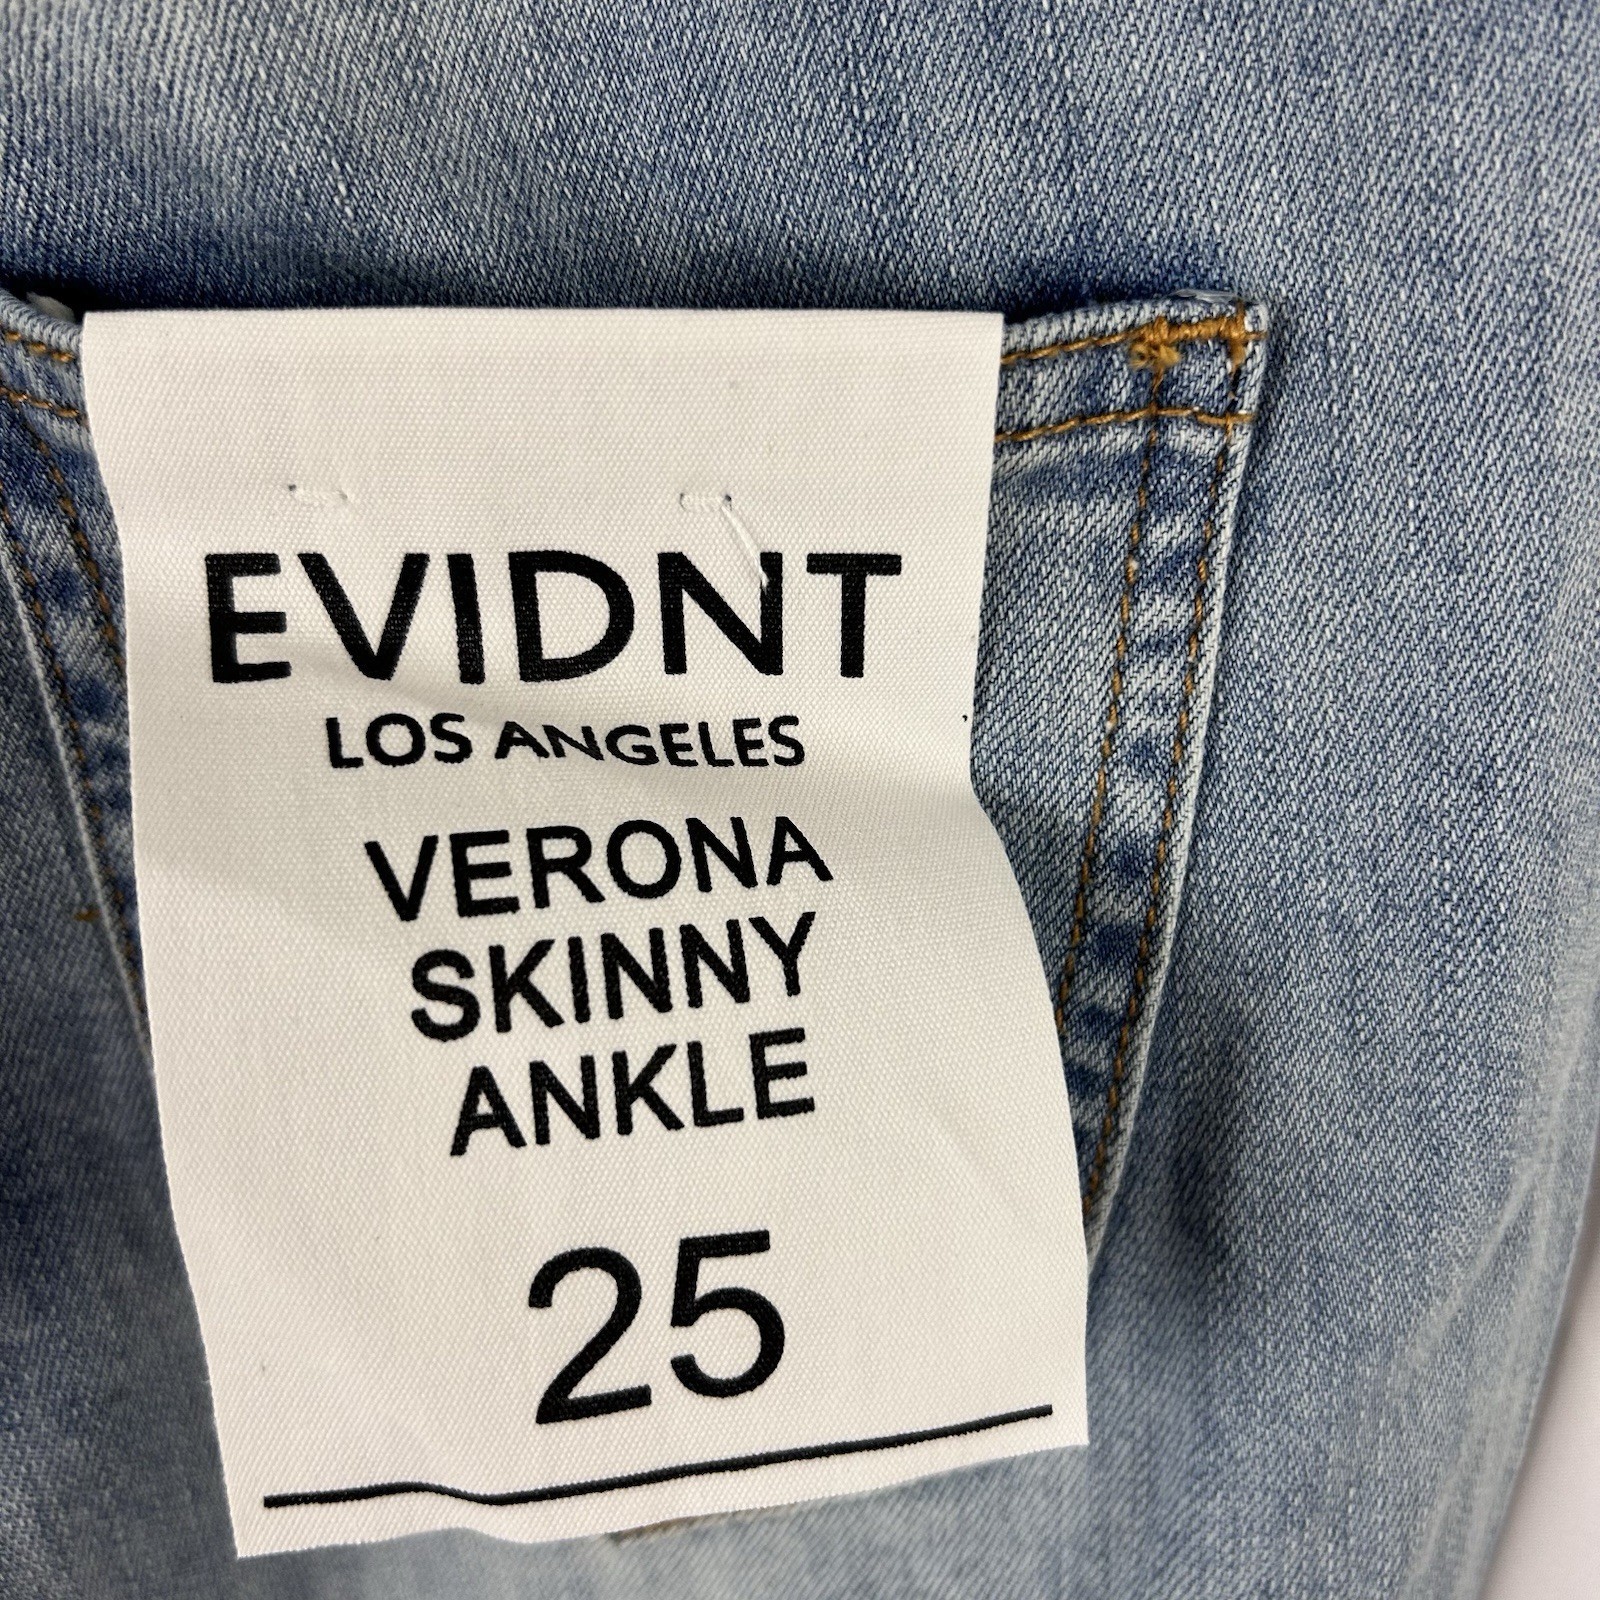 EVIDNT
LOS ANGELES
VERONA
SKINNY
ANKLE
25